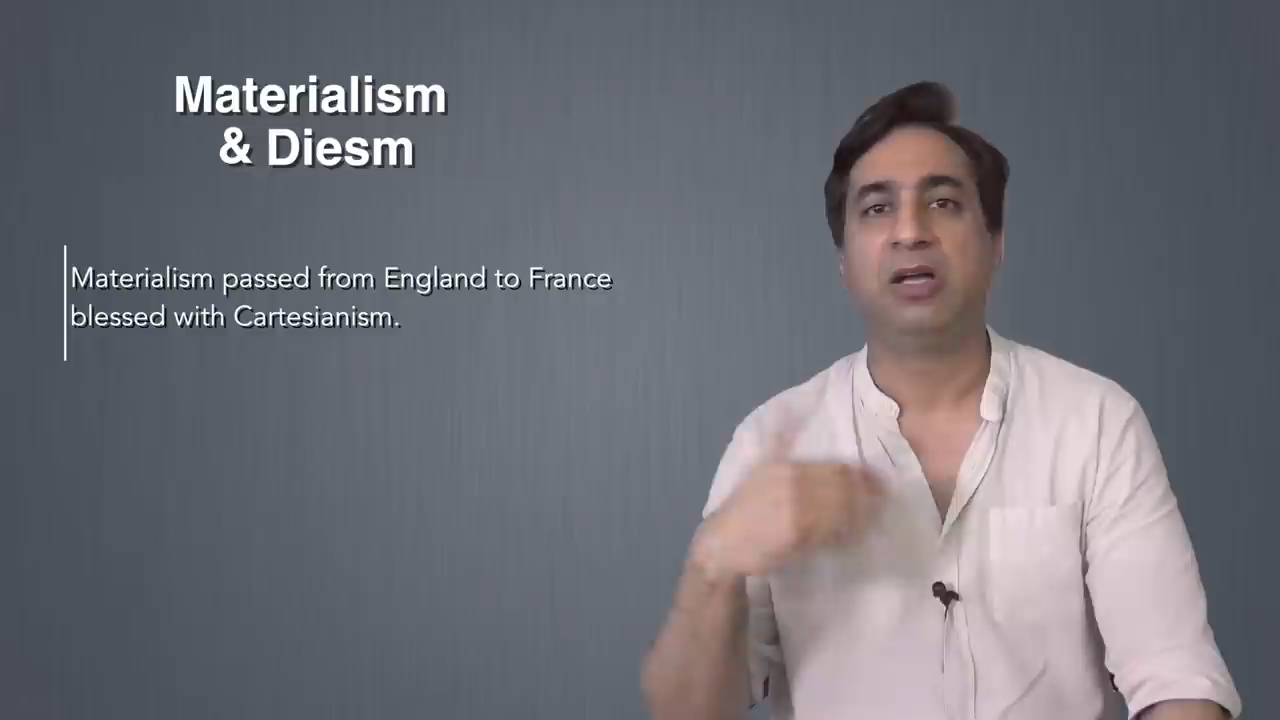 Materialism
& Diesm
Materialism passed from England to France
blessed with Cartesianism.